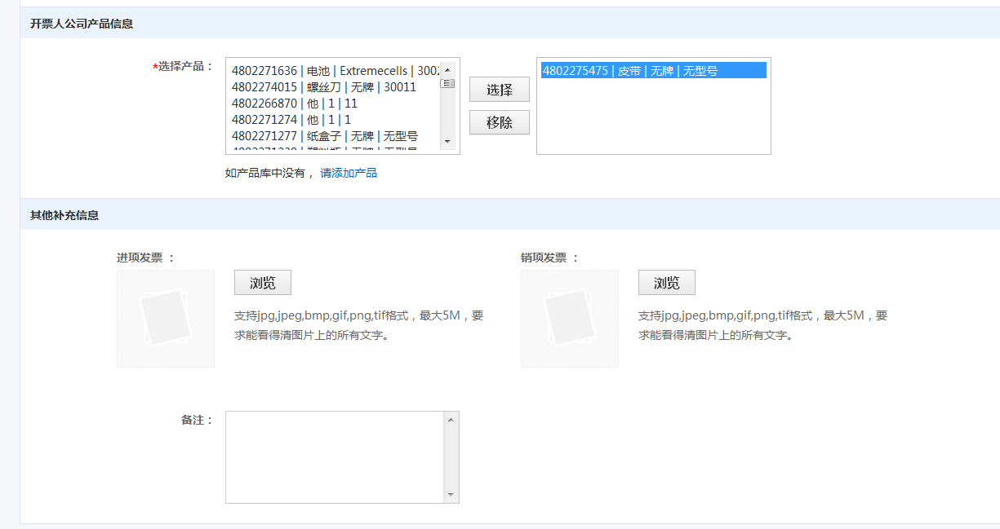 开票人公司产品信息
*选择产品：
4802271636 | 电池 | Extremecells | 3002
4802274015 | 螺丝刀 | 无牌 | 30011
4802266870 | 他 | 1 | 11
4802271274 | 他 | 1 | 1
4802271277 | 纸盒子 | 无牌 | 无型号
选择
移除
4802275475 | 皮带 | 无牌 | 无型号
如产品库中没有，请添加产品
其他补充信息
进项发票 ：
浏览
支持jpg,jpeg,bmp,gif,png,tif格式，最大5M，要
求能看得清图片上的所有文字。
销项发票 ：
浏览
支持jpg,jpeg,bmp,gif,png,tif格式，最大5M，要
求能看得清图片上的所有文字。
备注：